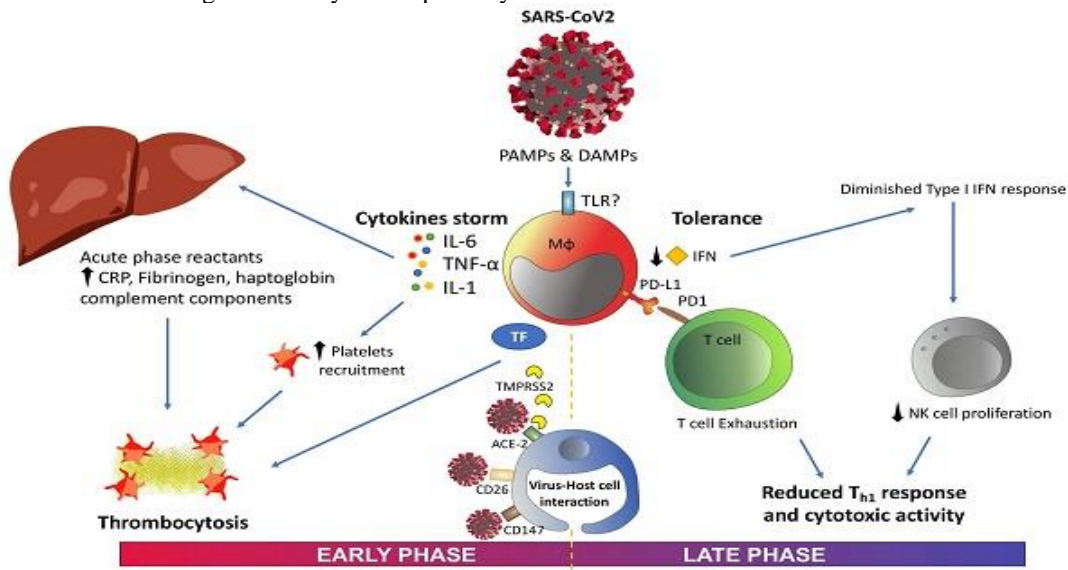 SARS-CoV2
PAMPs & DAMPs
TLR?
Cytokines storm
IL-6
TNF-α
IL-1
Mϕ
Tolerance
IFN
PD-L1
PD1
Diminished Type I IFN response
Acute phase reactants
CRP, Fibrinogen, haptoglobin
complement components
Platelets
recruitment
TF
TMPRSS2
ACE-2
CD26
CD147
Virus-Host cell
interaction
T cell
T cell Exhaustion
NK cell proliferation
Thrombocytosis
Reduced Th1 response
and cytotoxic activity
EARLY PHASE
LATE PHASE